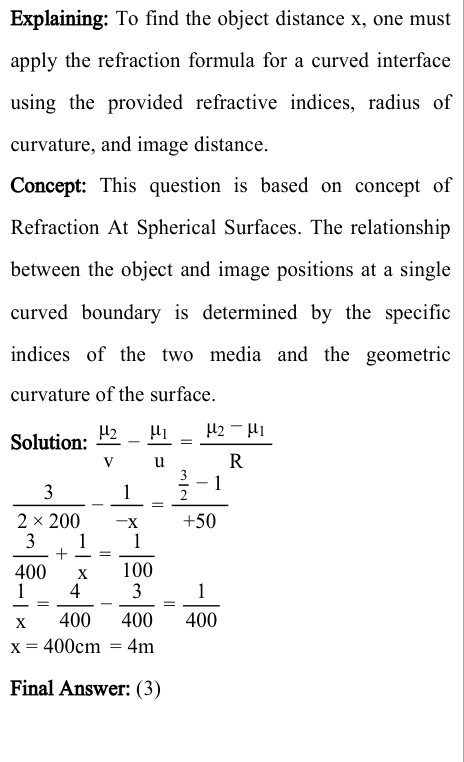 Explaining: To find the object distance x, one must
apply the refraction formula for a curved interface
using the provided refractive indices, radius of
curvature, and image distance.
Concept: This question is based on concept of
Refraction At Spherical Surfaces. The relationship
between the object and image positions at a single
curved boundary is determined by the specific
indices of the two media and the geometric
curvature of the surface.
Solution: μ₂/v − μ₁/u = (μ₂ − μ₁)/R
3/(2 × 200) − 1/(−x) = (3/2 − 1)/(+50)
3/400 + 1/x = 1/100
1/x = 4/400 − 3/400 = 1/400
x = 400cm = 4m
Final Answer: (3)